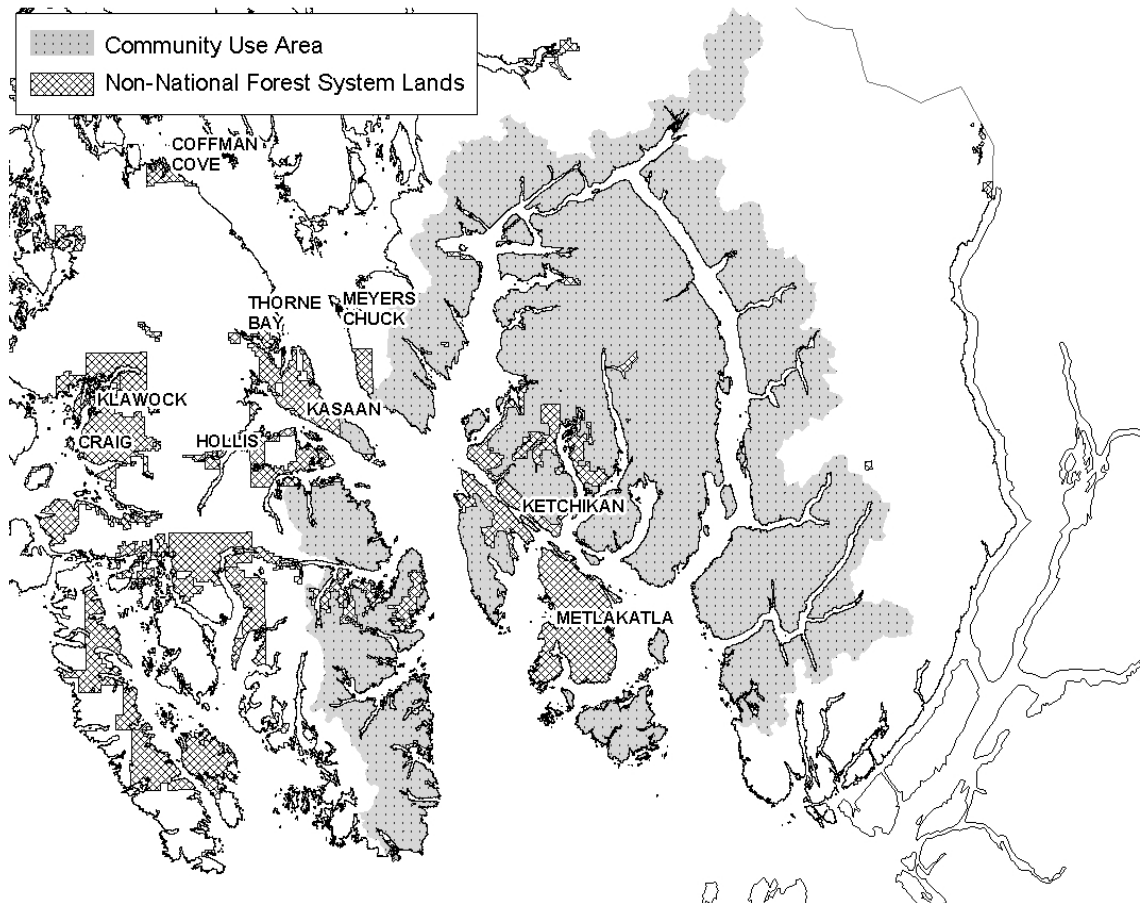 Community Use Area
Non-National Forest System Lands
COFFMAN
COVE
THORNE
BAY
MEYERS
CHUCK
KLAWOCK
KASAAN
CRAIG
HOLLIS
KETCHIKAN
METLAKATLA